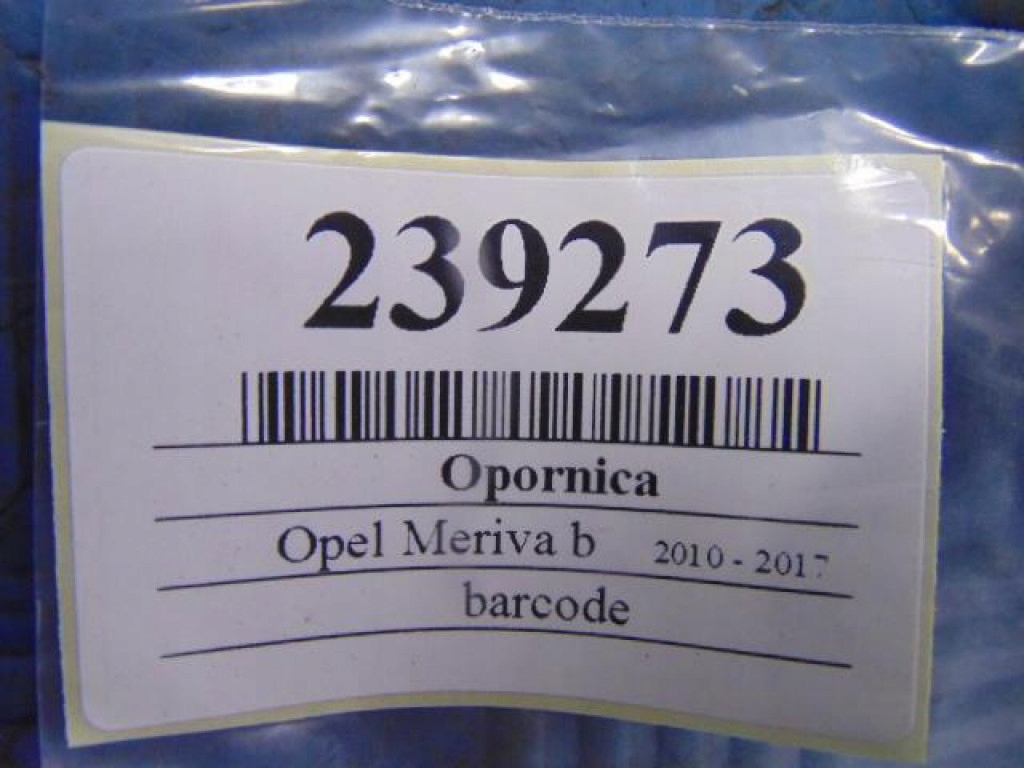 239273
Opornica
Opel Meriva b 2010 - 2017
barcode